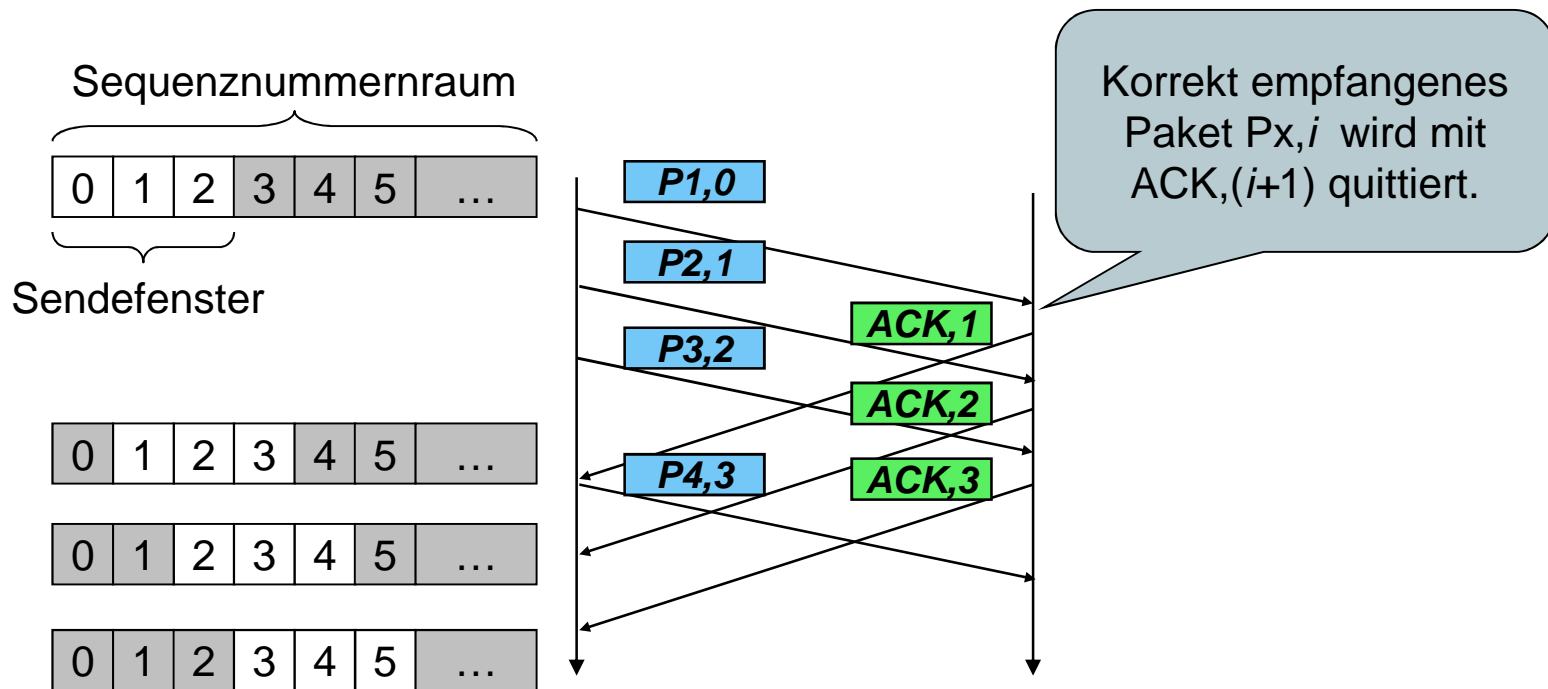 Sequenznummernraum
0 1 2 3 4 5 …
Sendefenster
P1,0
P2,1
P3,2
P4,3
ACK,1
ACK,2
ACK,3
Korrekt empfangenes
Paket Px,i wird mit
ACK,(i+1) quittiert.
0 1 2 3 4 5 …
0 1 2 3 4 5 …
0 1 2 3 4 5 …